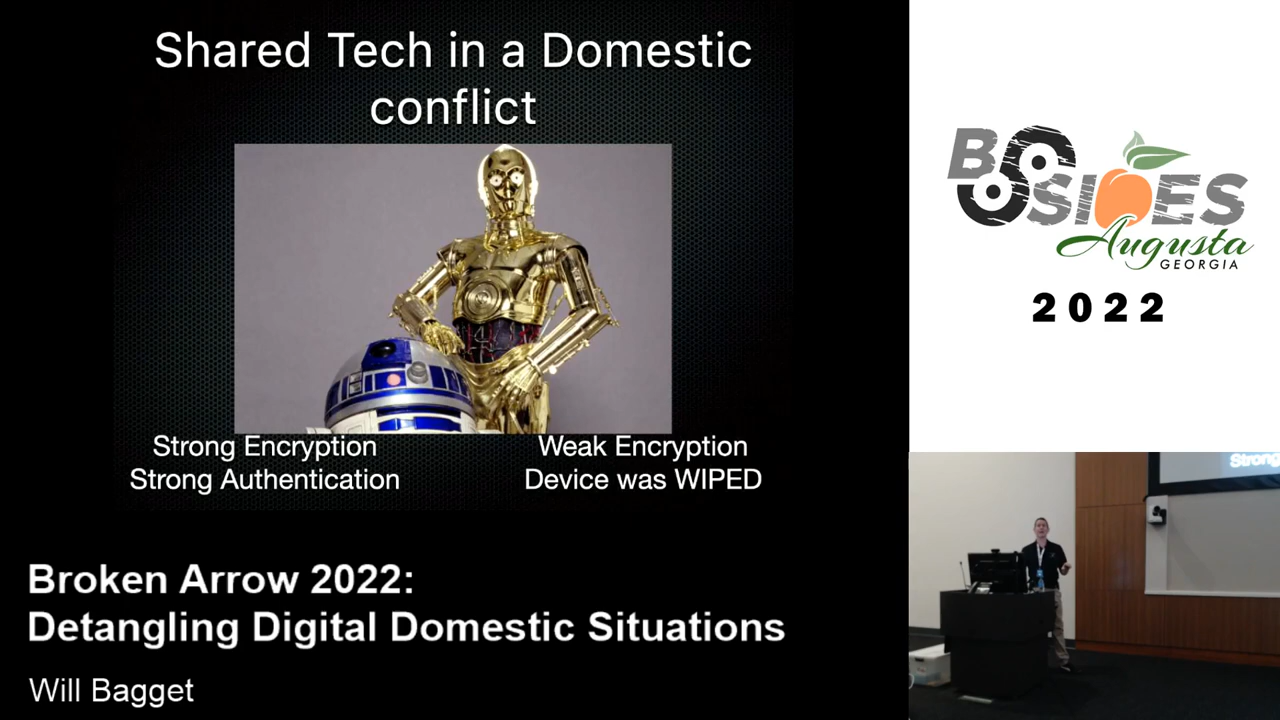 Shared Tech in a Domestic
conflict
Strong Encryption
Strong Authentication
Weak Encryption
Device was WIPED
Broken Arrow 2022:
Detangling Digital Domestic Situations
Will Bagget
BSIDES
Augusta
GEORGIA
2022
Strong